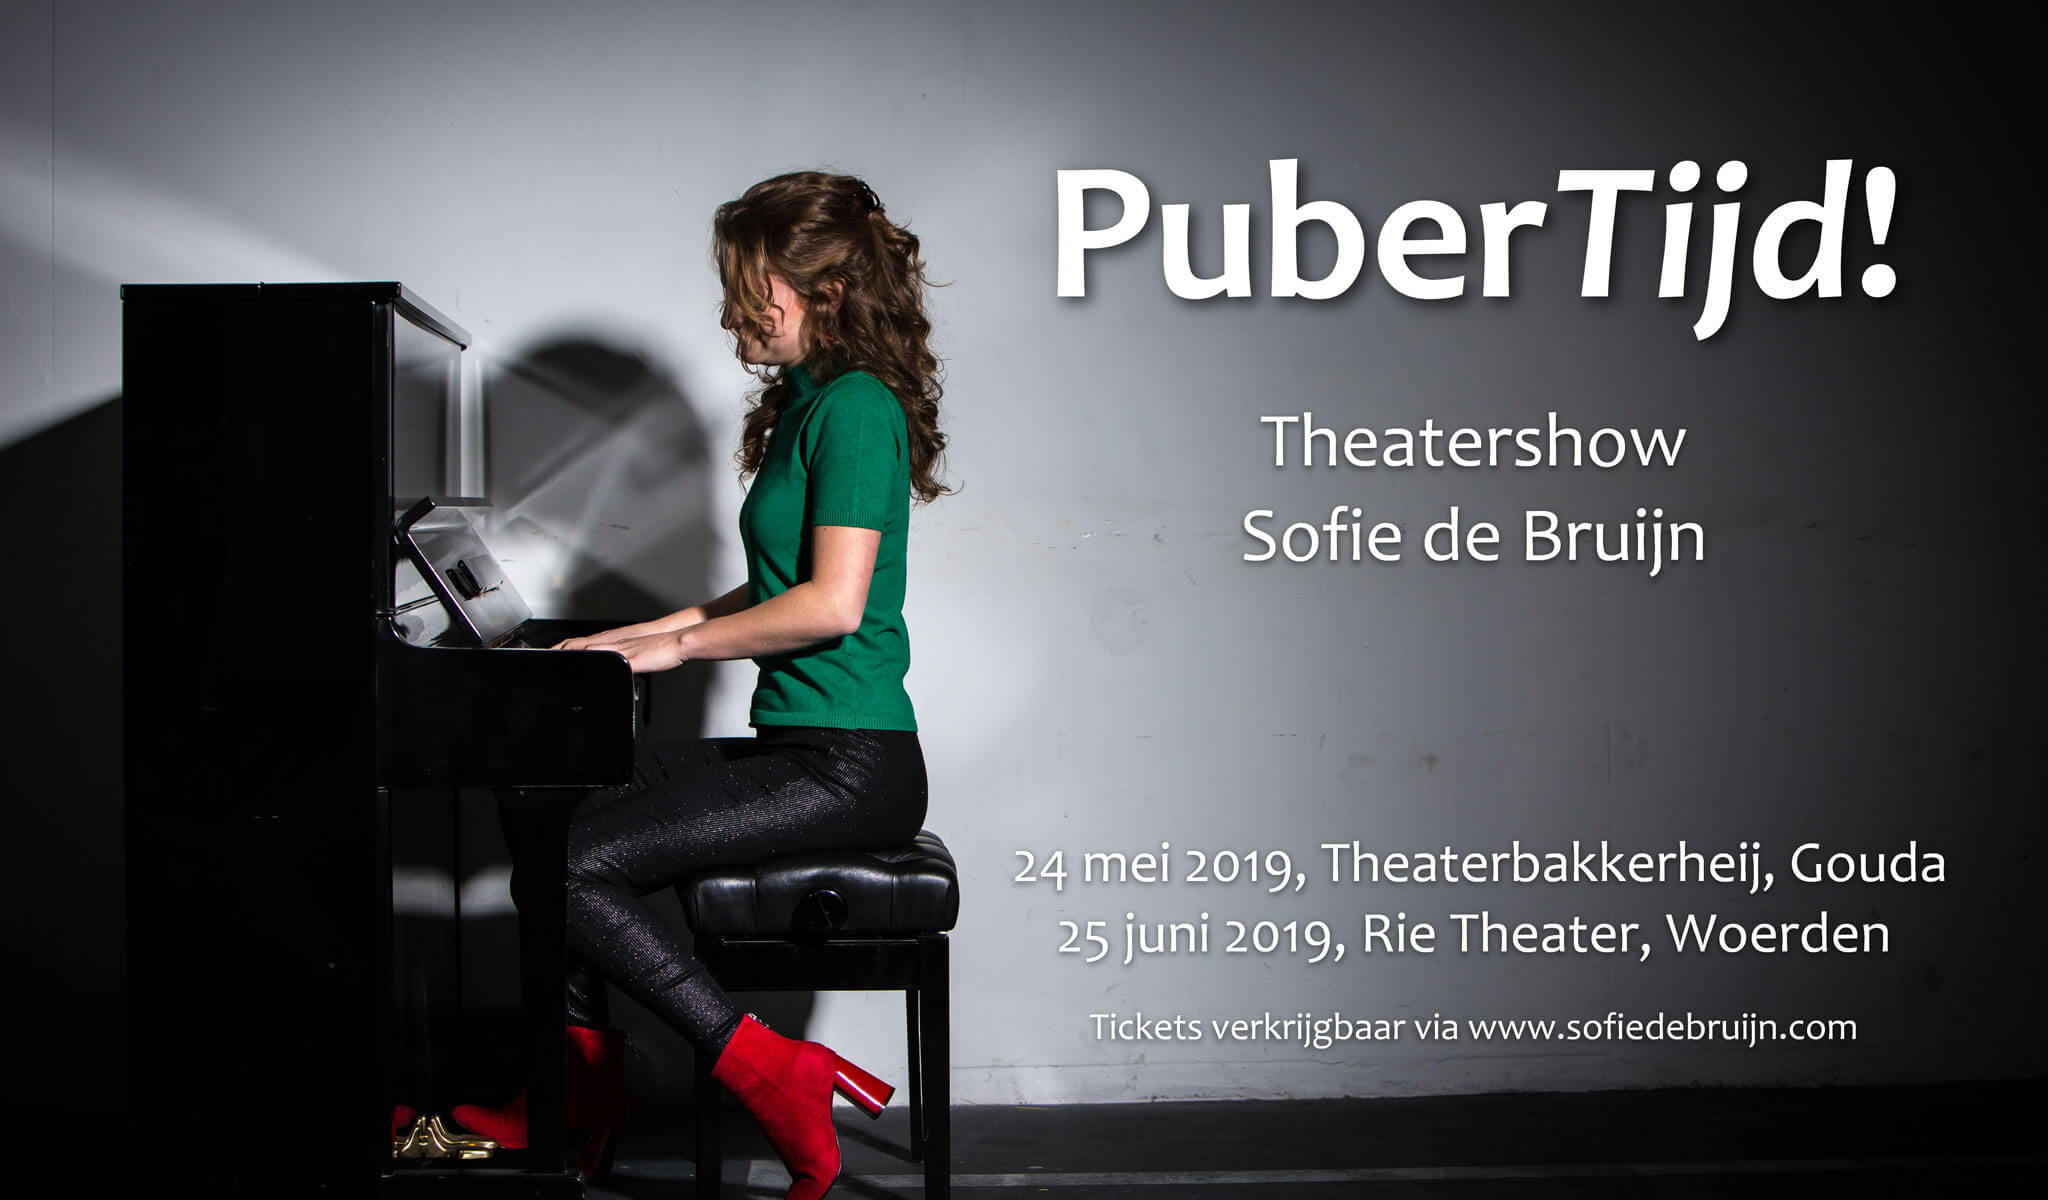 PuberTijd!
Theatershow
Sofie de Bruijn
24 mei 2019, Theaterbakkerheij, Gouda
25 juni 2019, Rie Theater, Woerden
Tickets verkrijgbaar via www.sofiedebruijn.com